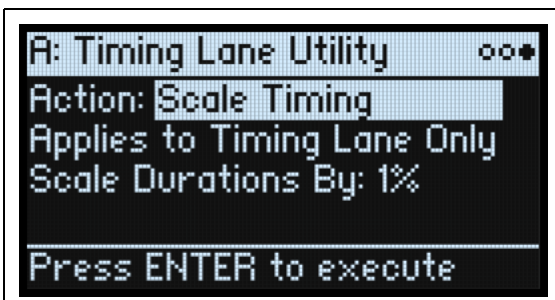 A: Timing Lane Utility
Action: Scale Timing
Applies to Timing Lane Only
Scale Durations By: 1%
Press ENTER to execute